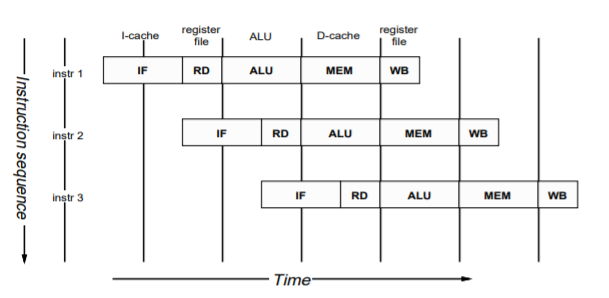 I-cache register file ALU D-cache register file
instr 1 IF RD ALU MEM WB
instr 2 IF RD ALU MEM WB
instr 3 IF RD ALU MEM WB
Instruction sequence
Time